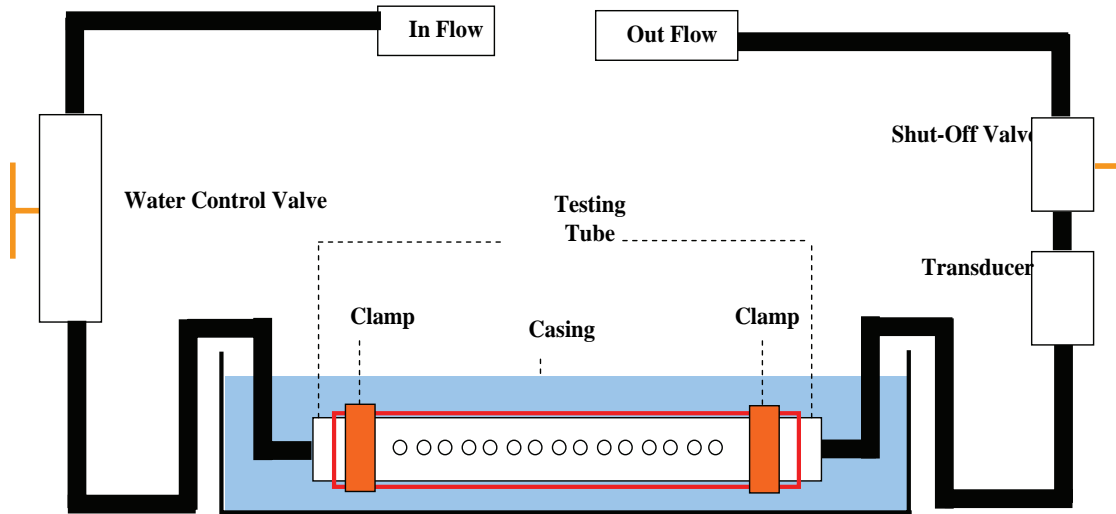 In Flow
Out Flow
Shut-Off Valve
Water Control Valve
Testing
Tube
Transducer
Clamp
Casing
Clamp